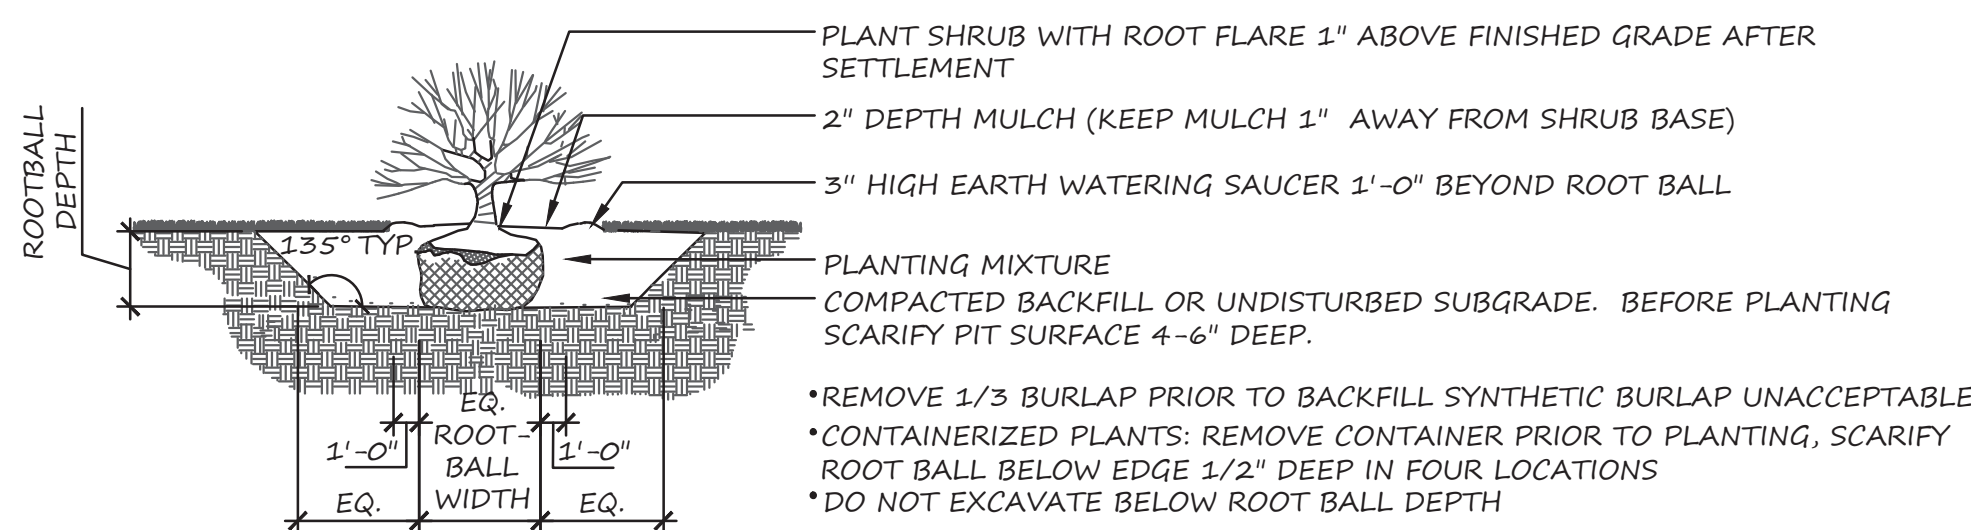 PLANT SHRUB WITH ROOT FLARE 1" ABOVE FINISHED GRADE AFTER
SETTLEMENT
2" DEPTH MULCH (KEEP MULCH 1" AWAY FROM SHRUB BASE)
3" HIGH EARTH WATERING SAUCER 1'-0" BEYOND ROOT BALL
ROOTBALL
DEPTH
135° TYP
PLANTING MIXTURE
COMPACTED BACKFILL OR UNDISTURBED SUBGRADE. BEFORE PLANTING
SCARIFY PIT SURFACE 4-6" DEEP.
•REMOVE 1/3 BURLAP PRIOR TO BACKFILL SYNTHETIC BURLAP UNACCEPTABLE
•CONTAINERIZED PLANTS: REMOVE CONTAINER PRIOR TO PLANTING, SCARIFY
ROOT BALL BELOW EDGE 1/2" DEEP IN FOUR LOCATIONS
•DO NOT EXCAVATE BELOW ROOT BALL DEPTH
EQ.
1'-0"
ROOT-
BALL
WIDTH
1'-0"
EQ.
EQ.